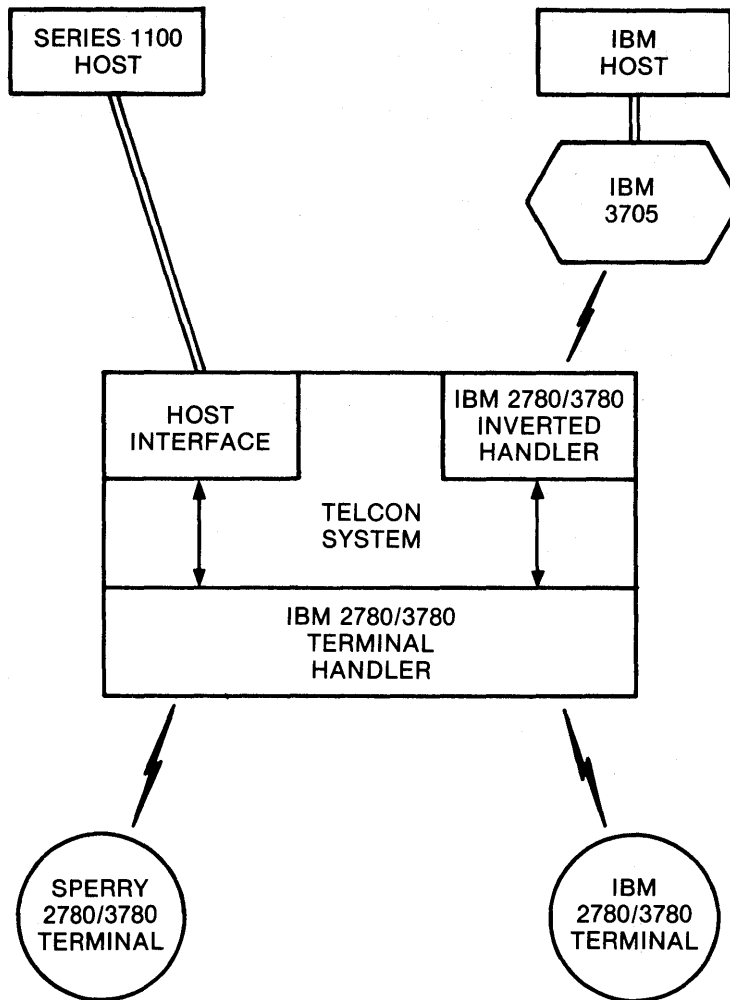 SERIES 1100
HOST
IBM
HOST
IBM
3705
HOST
INTERFACE
IBM 2780/3780
INVERTED
HANDLER
TELCON
SYSTEM
IBM 2780/3780
TERMINAL
HANDLER
SPERRY
2780/3780
TERMINAL
IBM
2780/3780
TERMINAL